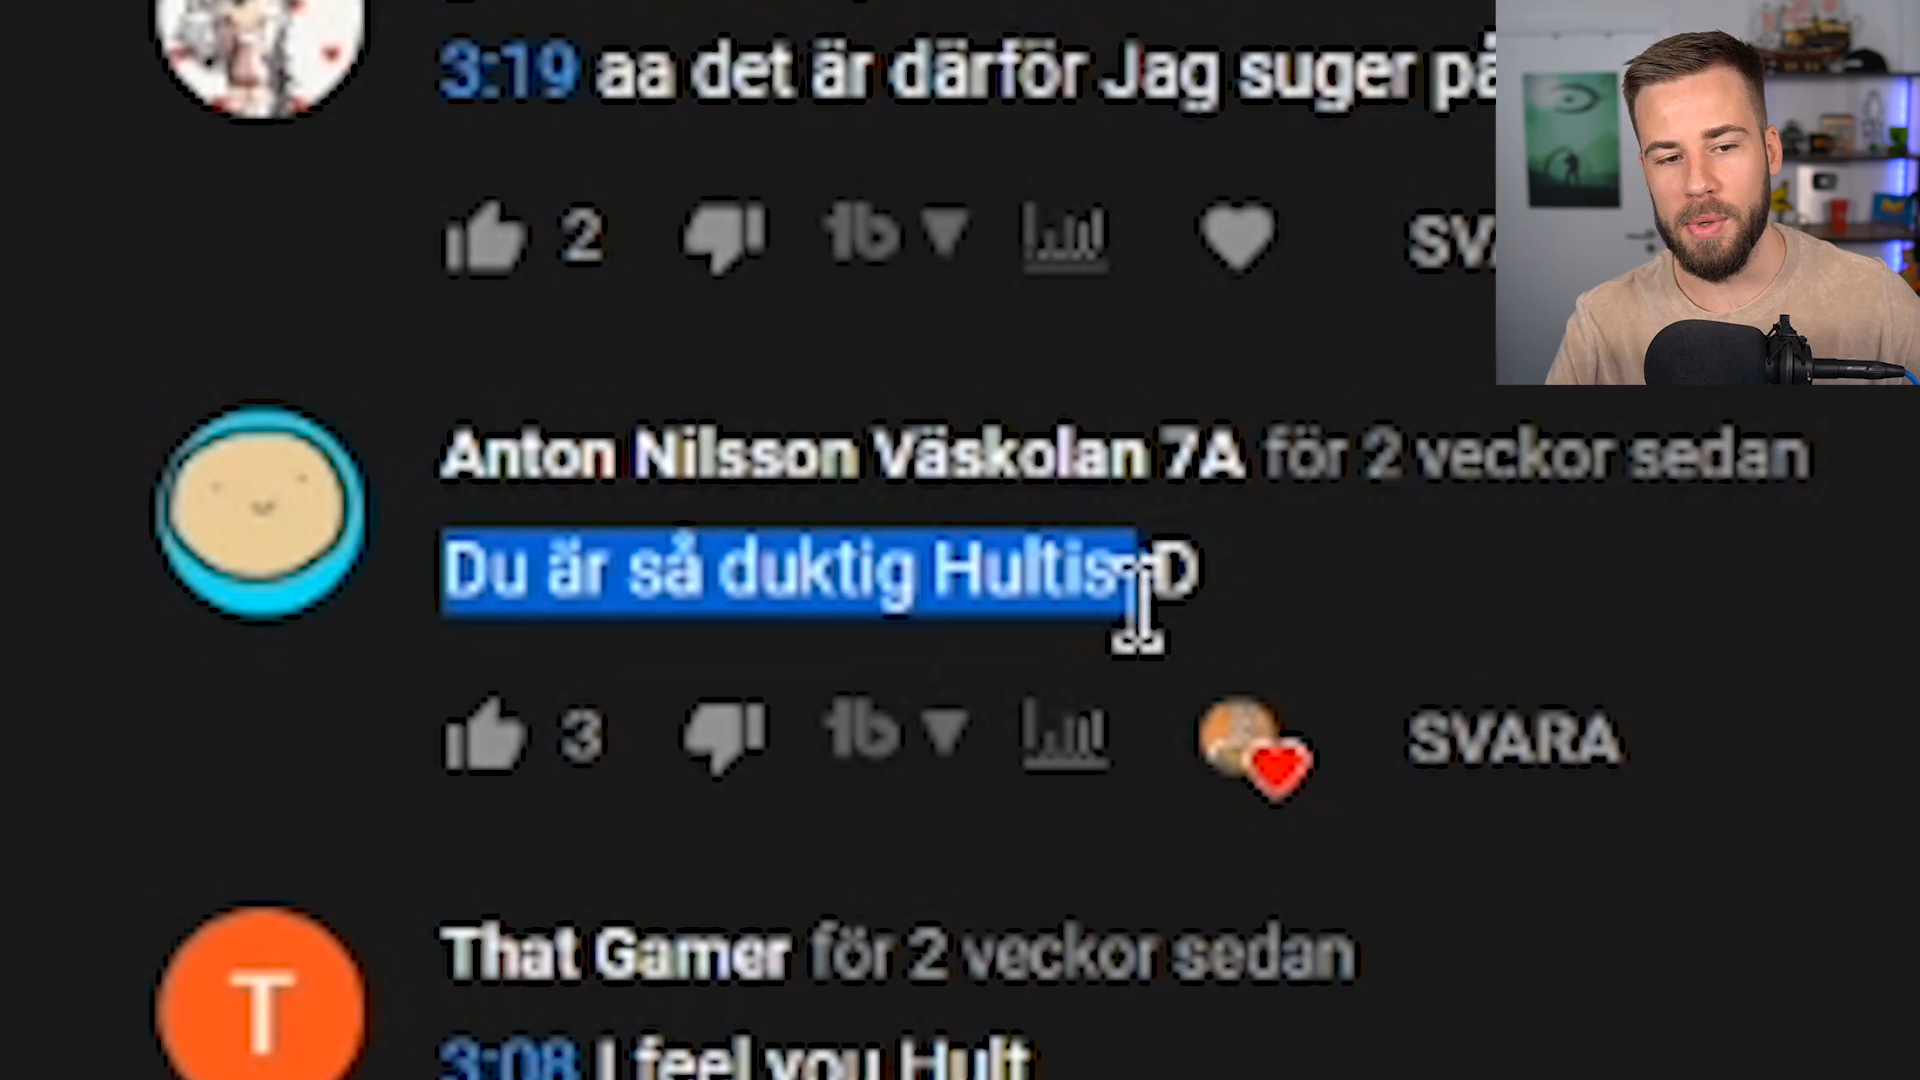 3:19 aa det är därför Jag suger på
2
Anton Nilsson Väskolan 7A för 2 veckor sedan
Du är så duktig Hultis :D
3 SVARA
T
That Gamer för 2 veckor sedan
3:08 I feel you Hult